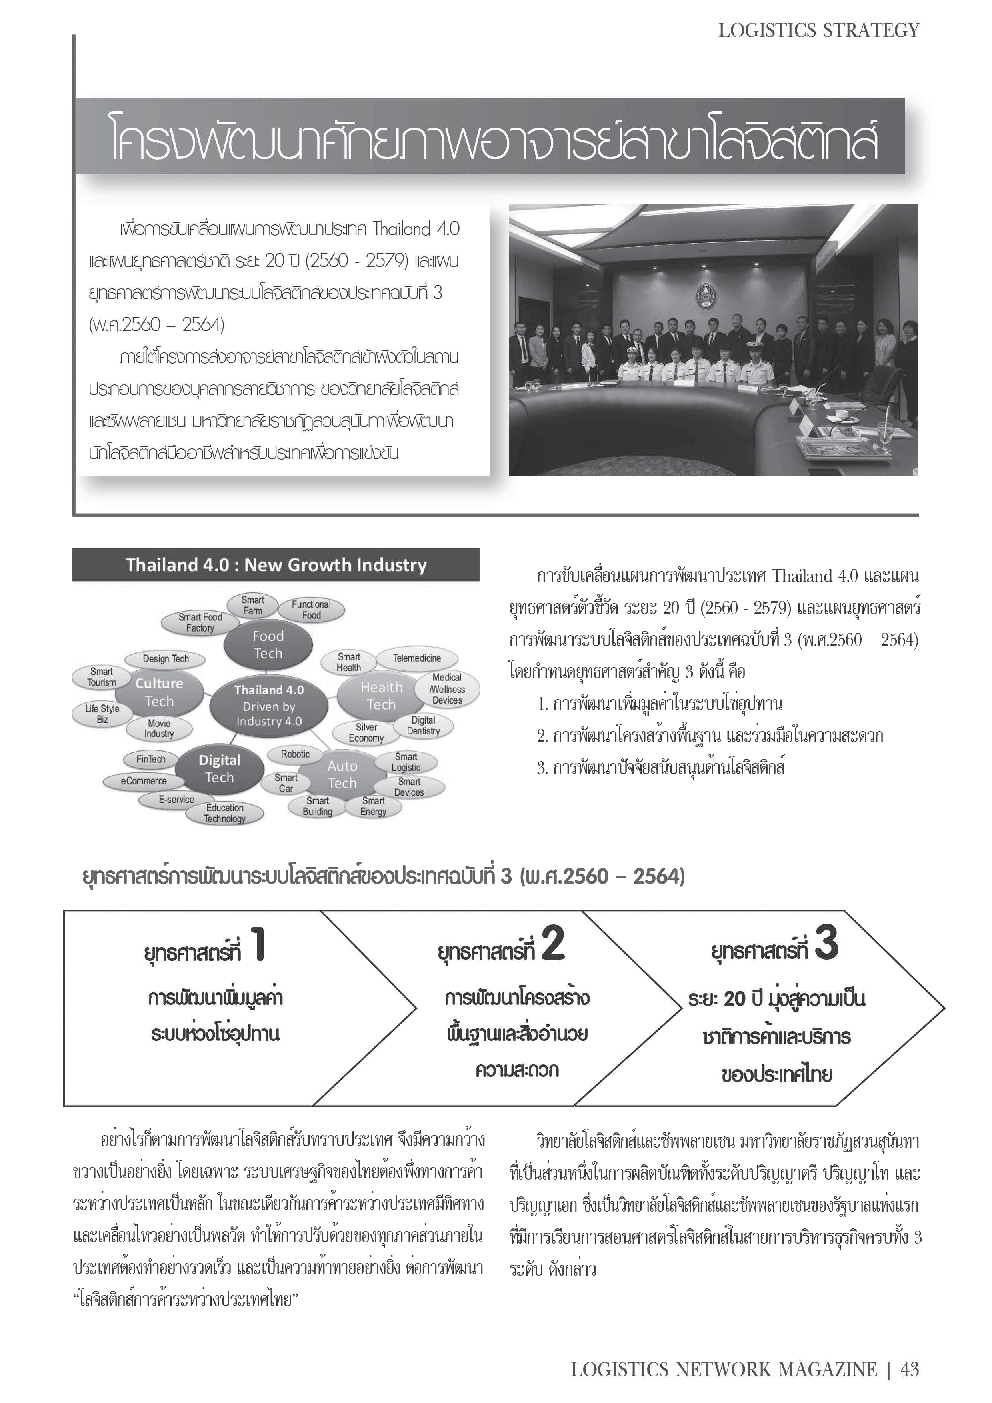 LOGISTICS STRATEGY
โครงพัฒนาศักยภาพอาจารย์สาขาโลจิสติกส์
เพื่อการขับเคลื่อนแผนการพัฒนาประเทศ Thailand 4.0
และแผนยุทธศาสตร์ชาติ ระยะ 20 ปี (2560 - 2579) และแผน
ยุทธศาสตร์การพัฒนาระบบโลจิสติกส์ของประเทศฉบับที่ 3
(พ.ศ.2560 – 2564)
ภายใต้โครงการส่งอาจารย์สาขาโลจิสติกส์เข้าฝังตัวในสถาน
ประกอบการของบุคลากรสายวิชาการ ของวิทยาลัยโลจิสติกส์
และซัพพลายเชน มหาวิทยาลัยราชภัฏสวนสุนันทาเพื่อพัฒนา
นักโลจิสติกส์มืออาชีพสำหรับประเทศเพื่อการแข่งขัน
Thailand 4.0 : New Growth Industry
Smart Farm
Functional Food
Smart Food Factory
Food Tech
Design Tech
Smart Tourism
Culture Tech
Life Style Biz
Movie Industry
Thailand 4.0 Driven by Industry 4.0
Smart Health
Telemedicine
Health Tech
Medical /Wellness Devices
Digital Dentistry
Silver Economy
FinTech
eCommerce
E-service
Education Technology
Digital Tech
Robotic
Auto Tech
Smart Logistic
Smart Devices
Smart Car
Smart Building
Smart Energy
การขับเคลื่อนแผนการพัฒนาประเทศ Thailand 4.0 และแผน
ยุทธศาสตร์ตัวชี้วัด ระยะ 20 ปี (2560 - 2579) และแผนยุทธศาสตร์
การพัฒนาระบบโลจิสติกส์ของประเทศฉบับที่ 3 (พ.ศ.2560 2564)
โดยกำหนดยุทธศาสตร์สำคัญ 3 ดังนี้ คือ
1. การพัฒนาเพิ่มมูลค่าในระบบโซ่อุปทาน
2. การพัฒนาโครงสร้างพื้นฐาน และร่วมมือในความสะดวก
3. การพัฒนาปัจจัยสนับสนุนด้านโลจิสติกส์
ยุทธศาสตร์การพัฒนาระบบโลจิสติกส์ของประเทศฉบับที่ 3 (พ.ศ.2560 – 2564)
ยุทธศาสตร์ที่ 1
การพัฒนาเพิ่มมูลค่า
ระบบห่วงโซ่อุปทาน
ยุทธศาสตร์ที่ 2
การพัฒนาโครงสร้าง
พื้นฐานและสิ่งอำนวย
ความสะดวก
ยุทธศาสตร์ที่ 3
ระยะ 20 ปี มุ่งสู่ความเป็น
ชาติการค้าและบริการ
ของประเทศไทย
อย่างไรก็ตามการพัฒนาโลจิสติกส์รับทราบประเทศ จึงมีความกว้าง
ขวางเป็นอย่างยิ่ง โดยเฉพาะ ระบบเศรษฐกิจของไทยต้องพึ่งทางการค้า
ระหว่างประเทศเป็นหลัก ในขณะเดียวกันการค้าระหว่างประเทศมีทิศทาง
และเคลื่อนไหวอย่างเป็นพลวัต ทำให้การปรับด้วยของทุกภาคส่วนภายใน
ประเทศต้องทำอย่างรวดเร็ว และเป็นความท้าทายอย่างยิ่ง ต่อการพัฒนา
“โลจิสติกส์การค้าระหว่างประเทศไทย”
วิทยาลัยโลจิสติกส์และซัพพลายเชน มหาวิทยาลัยราชภัฏสวนสุนันทา
ที่เป็นส่วนหนึ่งในการผลิตบัณฑิตทั้งระดับปริญญาตรี ปริญญาโท และ
ปริญญาเอก ซึ่งเป็นวิทยาลัยโลจิสติกส์และซัพพลายเชนของรัฐบาลแห่งแรก
ที่มีการเรียนการสอนศาสตร์โลจิสติกส์ในสายการบริหารธุรกิจครบทั้ง 3
ระดับ ดังกล่าว
LOGISTICS NETWORK MAGAZINE | 43